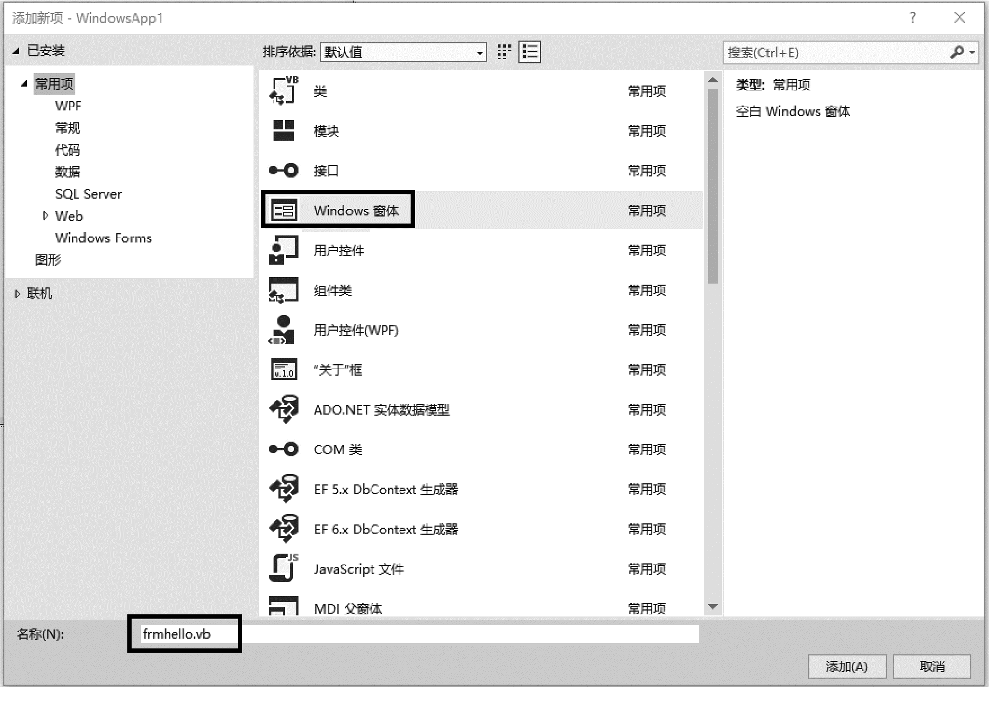 添加新项 - WindowsApp1
?
已安装
排序依据: 默认值
搜索(Ctrl+E)
常用项
WPF
常规
代码
数据
SQL Server
Web
Windows Forms
图形
联机
VB
类 常用项
模块 常用项
接口 常用项
Windows 窗体 常用项
用户控件 常用项
组件类 常用项
用户控件(WPF) 常用项
v.1.0
“关于”框 常用项
ADO.NET 实体数据模型 常用项
COM 类 常用项
EF 5.x DbContext 生成器 常用项
EF 6.x DbContext 生成器 常用项
JS
JavaScript 文件 常用项
MDI 父窗体 常用项
类型: 常用项
空白 Windows 窗体
名称(N): frmhello.vb
添加(A) 取消